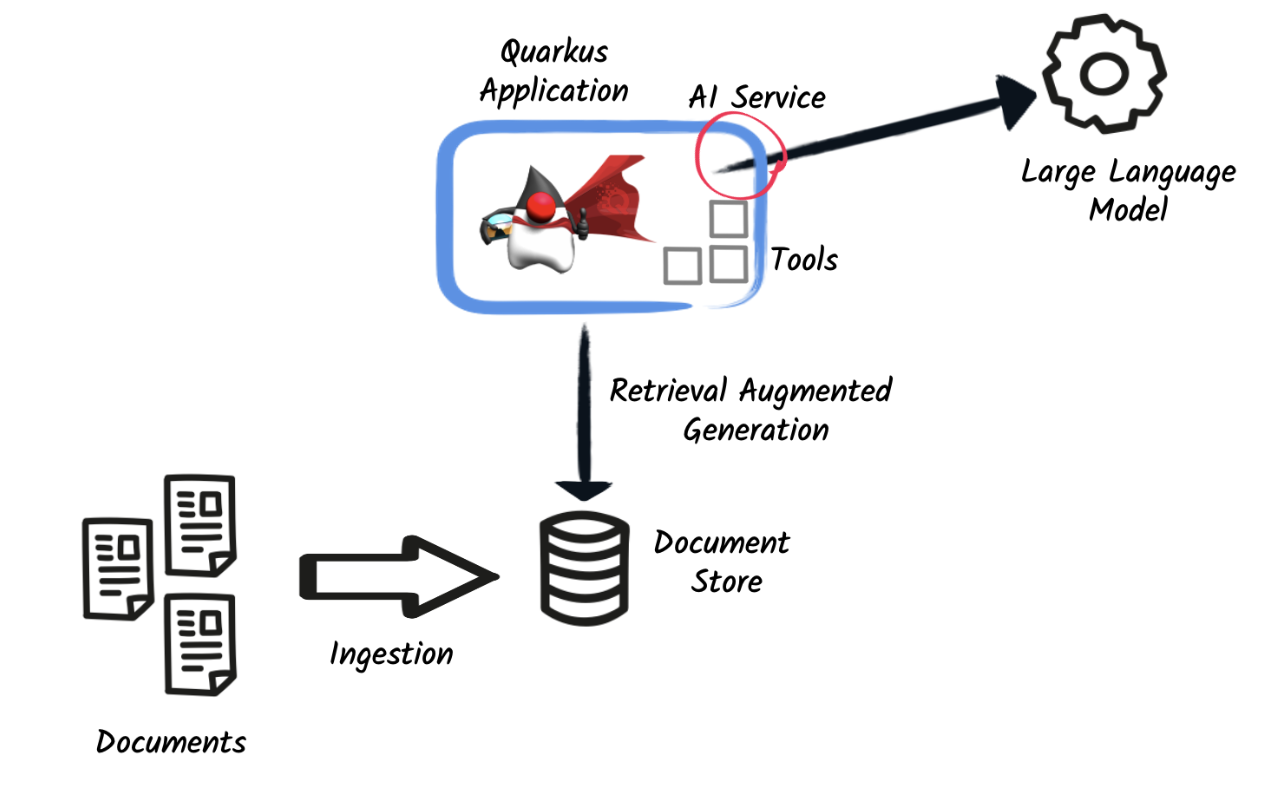 Quarkus
Application
AI Service
Large Language
Model
Tools
Retrieval Augmented
Generation
Document
Store
Ingestion
Documents